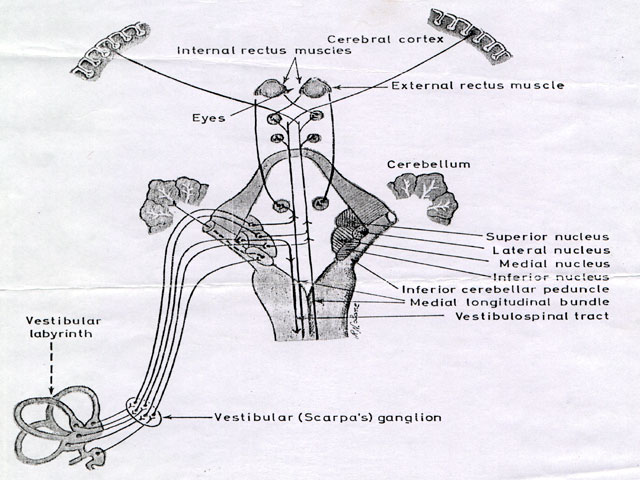 Cerebral cortex
Internal rectus muscles
External rectus muscle
Eyes
Cerebellum
Superior nucleus
Lateral nucleus
Medial nucleus
Inferior nucleus
Inferior cerebellar peduncle
Medial longitudinal bundle
Vestibulospinal tract
Vestibular
labyrinth
Vestibular (Scarpa's) ganglion